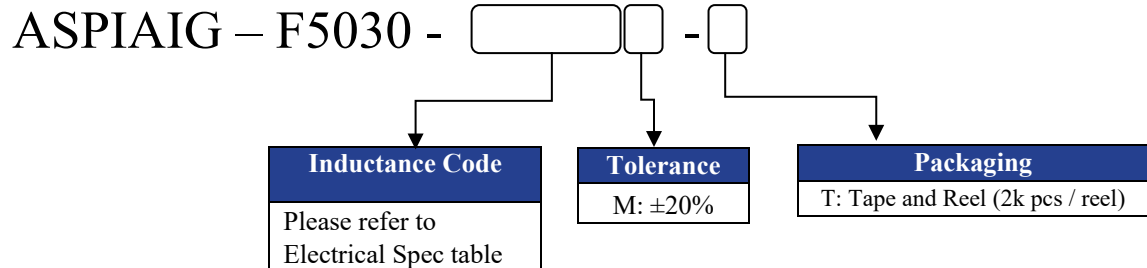 ASPIAIG – F5030 - -
Inductance Code
Please refer to
Electrical Spec table
Tolerance
M: ±20%
Packaging
T: Tape and Reel (2k pcs / reel)